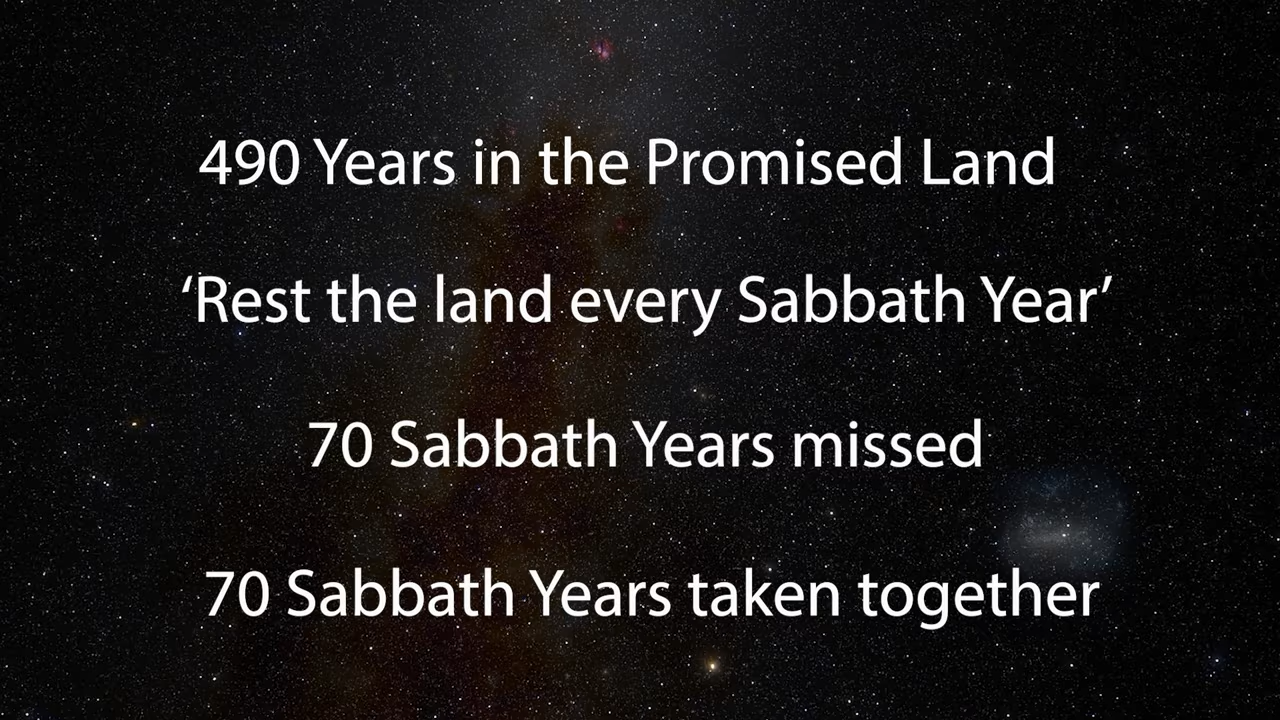 490 Years in the Promised Land
‘Rest the land every Sabbath Year’
70 Sabbath Years missed
70 Sabbath Years taken together